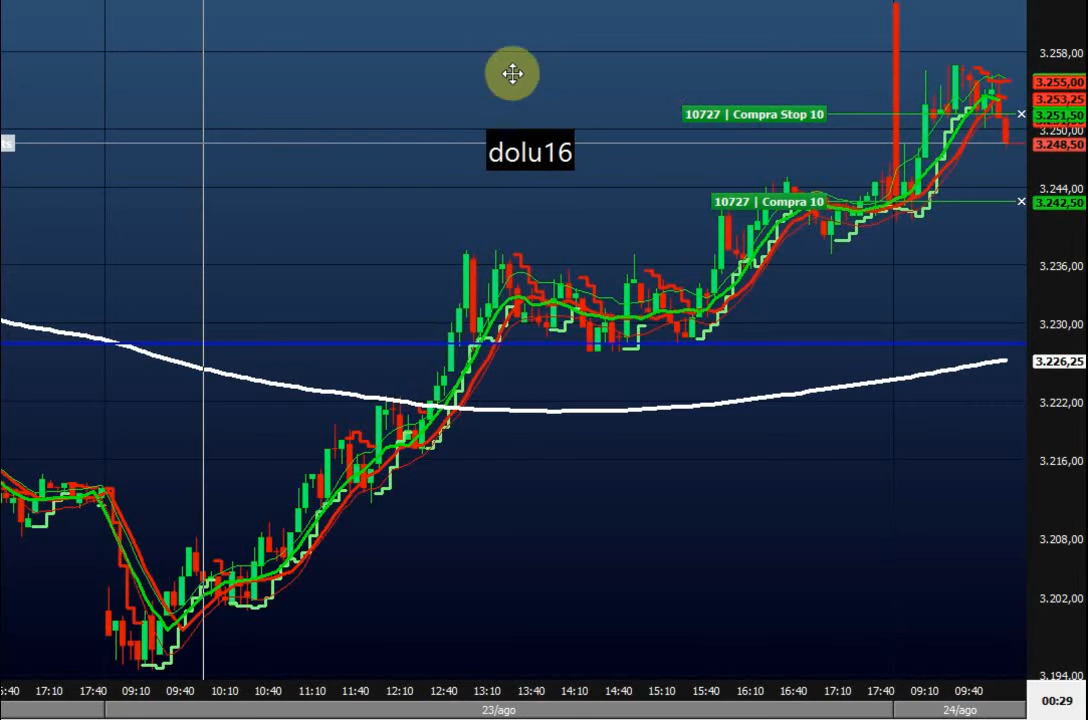 3.258,00
3.255,00
3.253,25
10727 | Compra Stop 10
3.251,50
3.250,00
ts
dolu16
3.248,50
3.244,00
10727 | Compra 10
3.242,50
3.236,00
3.230,00
3.226,25
3.222,00
3.216,00
3.208,00
3.202,00
3.194,00
5:40 17:10 17:40 09:10 09:40 10:10 10:40 11:10 11:40 12:10 12:40 13:10 13:40 14:10 14:40 15:10 15:40 16:10 16:40 17:10 17:40 09:10 09:40
00:29
23/ago 24/ago